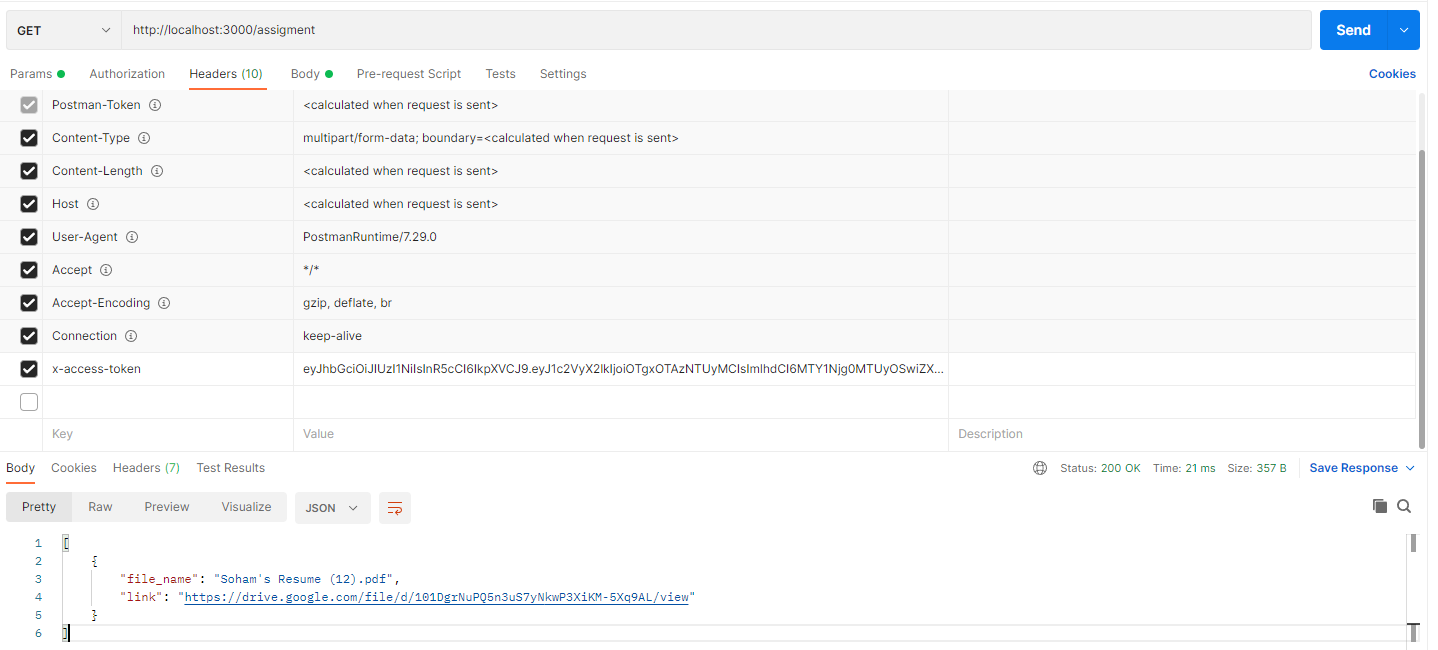 GET http://localhost:3000/assigment Send
Params Authorization Headers (10) Body Pre-request Script Tests Settings Cookies
Postman-Token <calculated when request is sent>
Content-Type multipart/form-data; boundary=<calculated when request is sent>
Content-Length <calculated when request is sent>
Host <calculated when request is sent>
User-Agent PostmanRuntime/7.29.0
Accept */*
Accept-Encoding gzip, deflate, br
Connection keep-alive
x-access-token eyJhbGciOiJIUzI1NiIsInR5cCI6IkpXVCJ9.eyJ1c2VyX2lkIjoiOTgxOTAzNTUyMCIsImlhdCI6MTY1Njg0MTUyOSwiZX...
Key Value Description
Body Cookies Headers (7) Test Results Status: 200 OK Time: 21 ms Size: 357 B Save Response
Pretty Raw Preview Visualize JSON
1 [
2 {
3 "file_name": "Soham's Resume (12).pdf",
4 "link": "https://drive.google.com/file/d/101DgrNuPQ5n3uS7yNkwP3XiKM-5Xq9AL/view"
5 }
6 ]